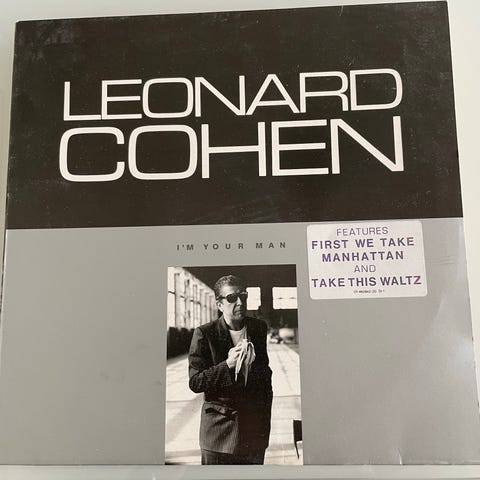 LEONARD
COHEN
I'M YOUR MAN
FEATURES
FIRST WE TAKE
MANHATTAN
AND
TAKE THIS WALTZ